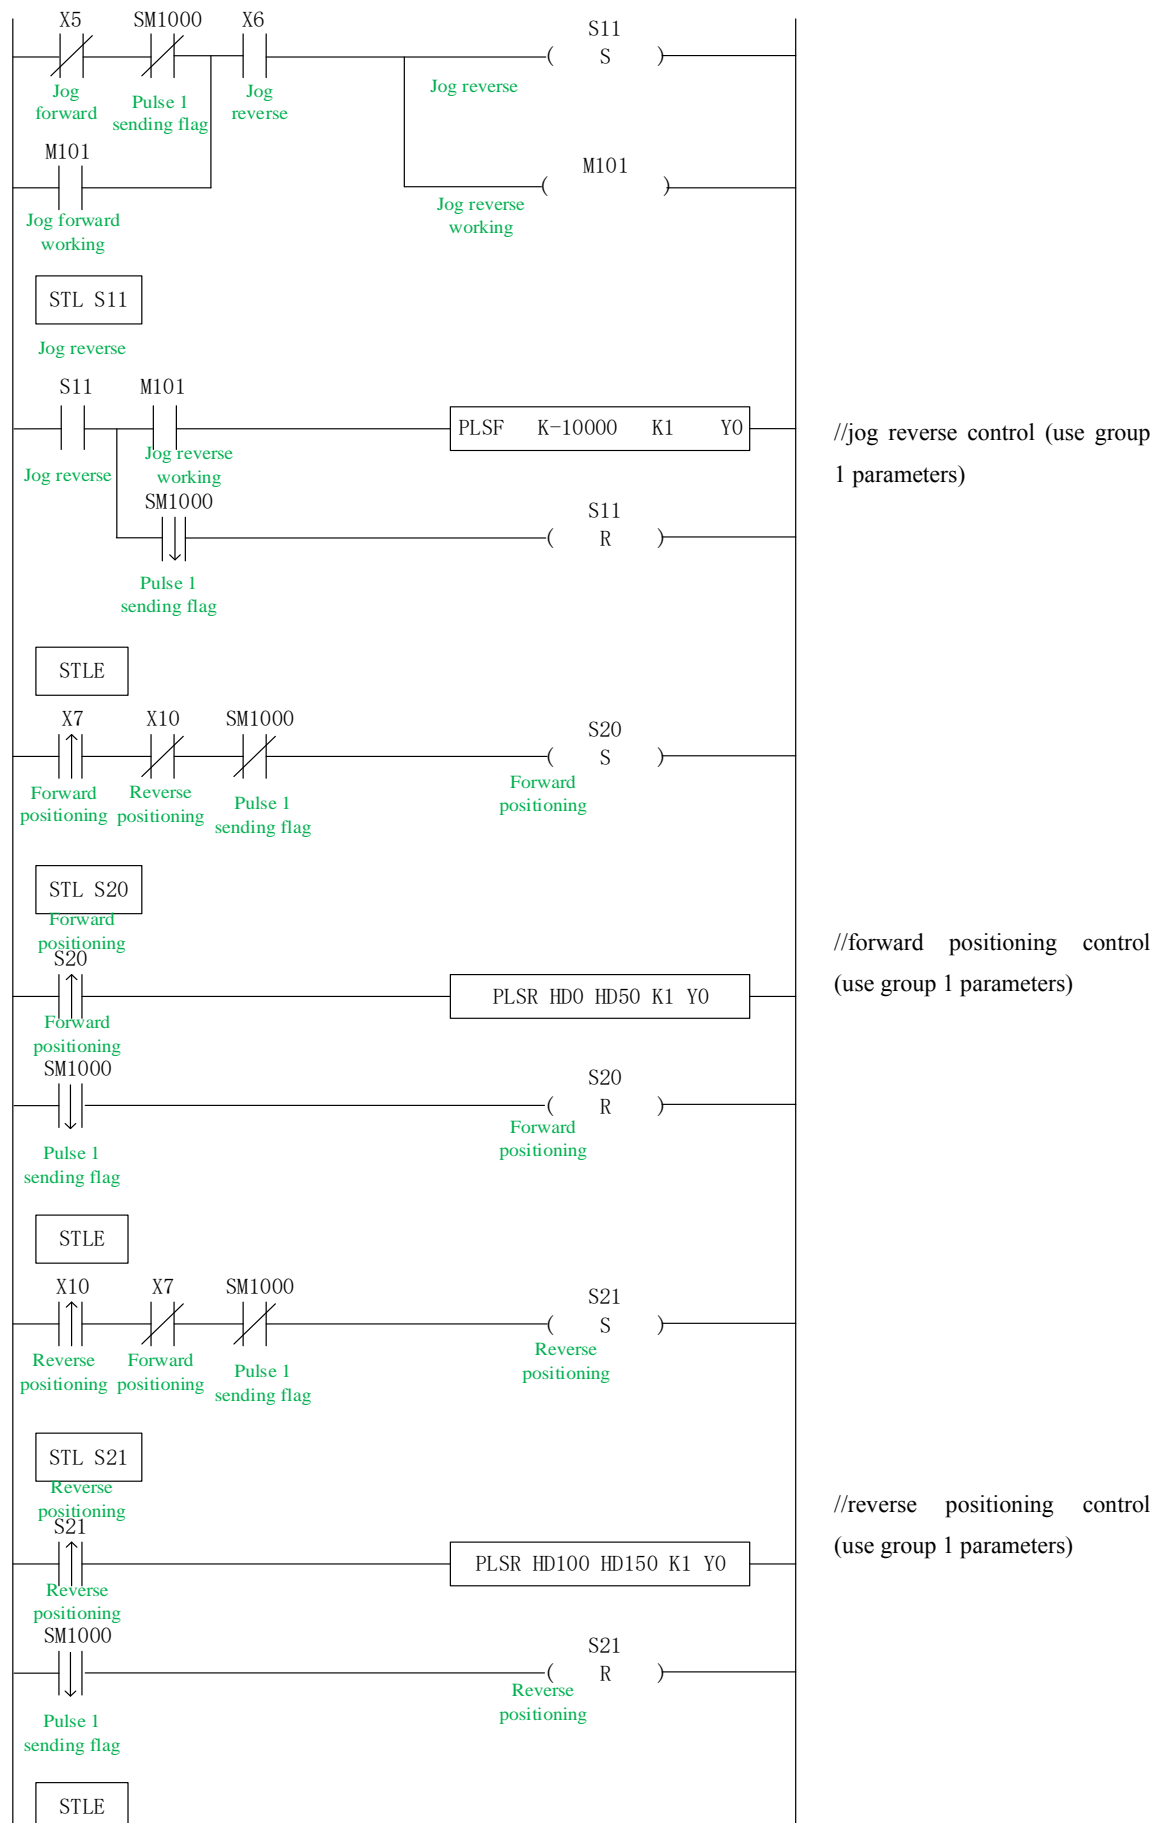 X5 SM1000 X6 S11
( S )
Jog forward
Pulse 1 sending flag
Jog reverse
Jog reverse
M101 M101
( )
Jog forward working
Jog reverse working
STL S11
Jog reverse
S11 M101
PLSF K-10000 K1 Y0
//jog reverse control (use group
1 parameters)
Jog reverse
Jog reverse working
SM1000 S11
( R )
Pulse 1
sending flag
STLE
X7 X10 SM1000 S20
( S )
Forward positioning
Reverse positioning
Pulse 1 sending flag
Forward positioning
STL S20
Forward
positioning
//forward positioning control
(use group 1 parameters)
S20
PLSR HD0 HD50 K1 Y0
Forward
positioning
SM1000 S20
( R )
Forward
positioning
Pulse 1
sending flag
STLE
X10 X7 SM1000 S21
( S )
Reverse positioning
Forward positioning
Pulse 1 sending flag
Reverse positioning
STL S21
Reverse
positioning
//reverse positioning control
(use group 1 parameters)
S21
PLSR HD100 HD150 K1 Y0
Reverse
positioning
SM1000 S21
( R )
Reverse
positioning
Pulse 1
sending flag
STLE